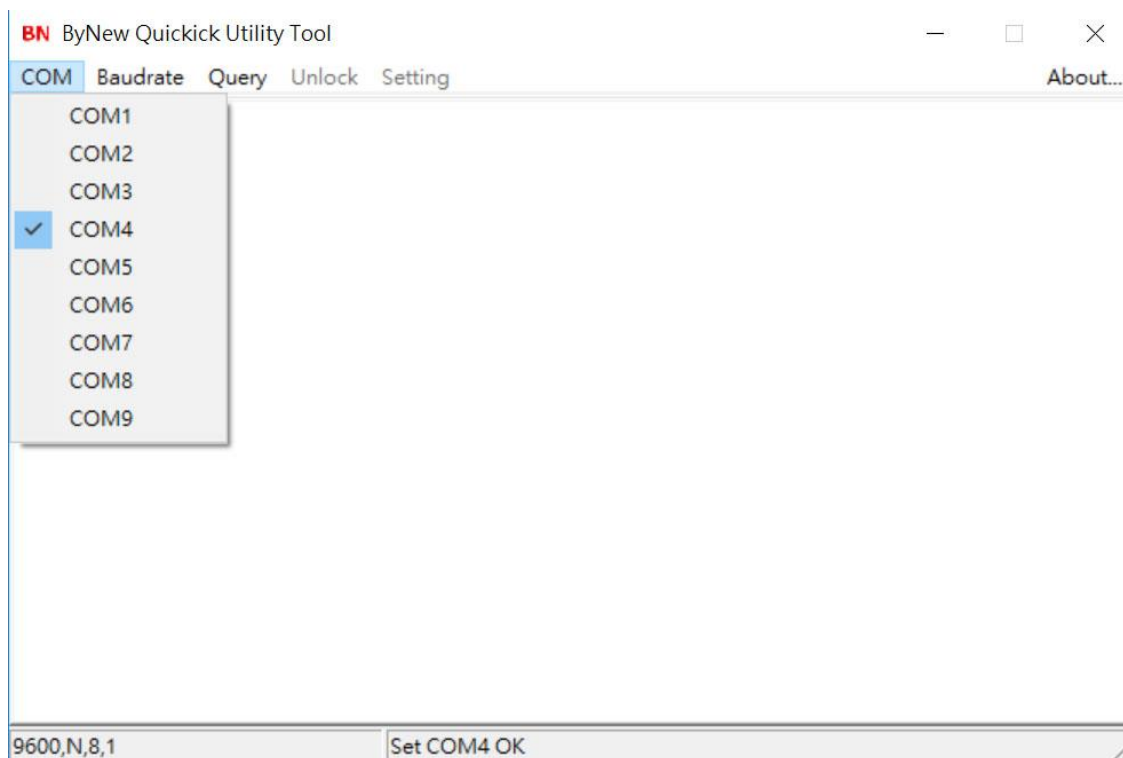 BN ByNew Quickick Utility Tool
COM Baudrate Query Unlock Setting About...
COM1
COM2
COM3
COM4
COM5
COM6
COM7
COM8
COM9
9600,N,8,1 Set COM4 OK